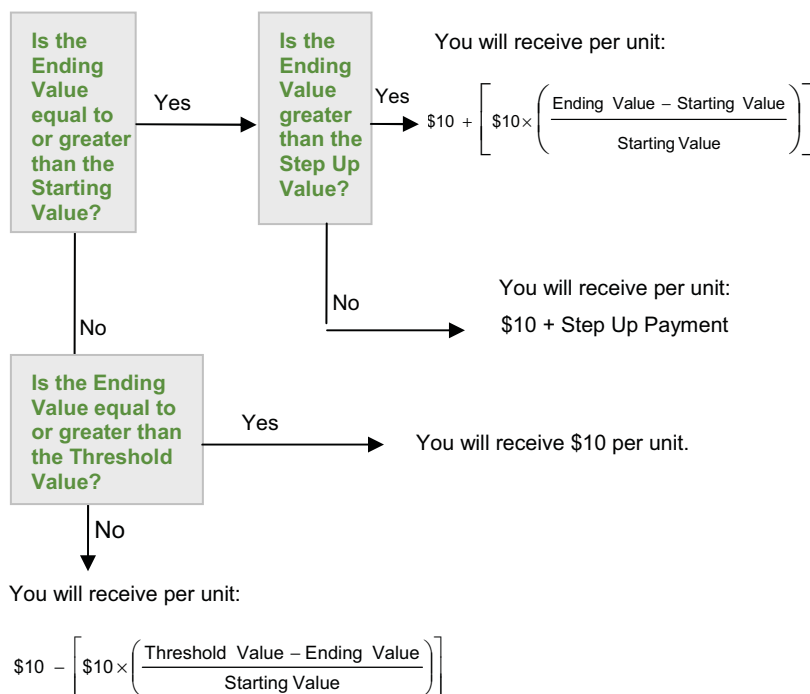 Is the
Ending
Value
equal to
or greater
than the
Starting
Value?
Yes
Is the
Ending
Value
greater
than the
Step Up
Value?
Yes
You will receive per unit:
$10 + [ $10 × ( Ending Value – Starting Value
Starting Value ) ]
No
You will receive per unit:
$10 + Step Up Payment
No
Is the Ending
Value equal to
or greater than
the Threshold
Value?
Yes
You will receive $10 per unit.
No
You will receive per unit:
$10 – [ $10 × ( Threshold Value – Ending Value
Starting Value ) ]